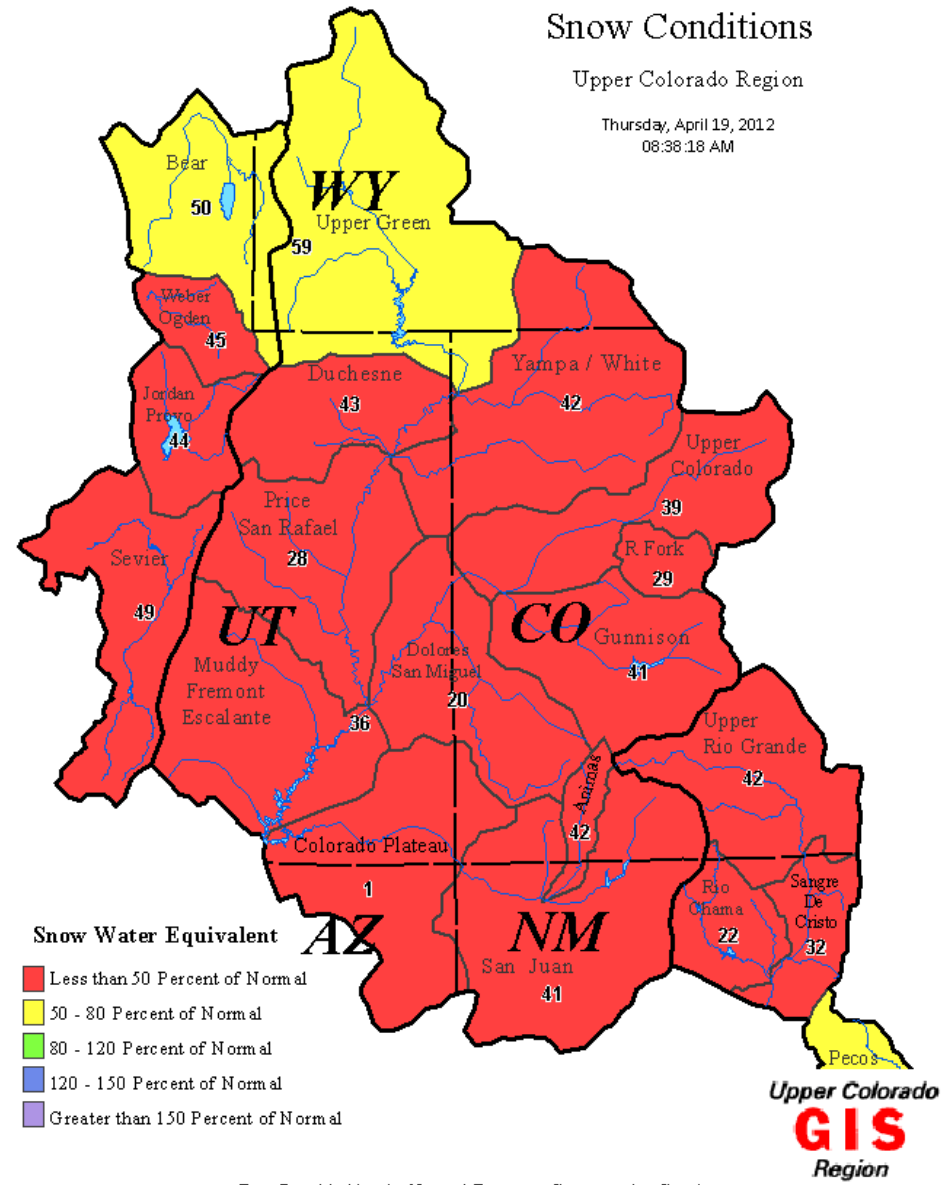 Snow Conditions
Upper Colorado Region
Thursday, April 19, 2012
08:38:18 AM
Bear
50
WY
Upper Green
59
Weber
Ogden
45
Jordan
Provo
44
Duchesne
43
Yampa / White
42
Upper
Colorado
39
Price
San Rafael
28
R Fork
29
Sevier
49
UT
CO
Gunnison
41
Muddy
Fremont
Escalante
36
Dolores
San Miguel
20
Upper
Rio Grande
42
Animas
42
Colorado Plateau
1
AZ
NM
San Juan
41
Rio
Chama
22
Sangre
De
Cristo
32
Pecos
Snow Water Equivalent
Less than 50 Percent of Normal
50 - 80 Percent of Normal
80 - 120 Percent of Normal
120 - 150 Percent of Normal
Greater than 150 Percent of Normal
Upper Colorado
GIS
Region